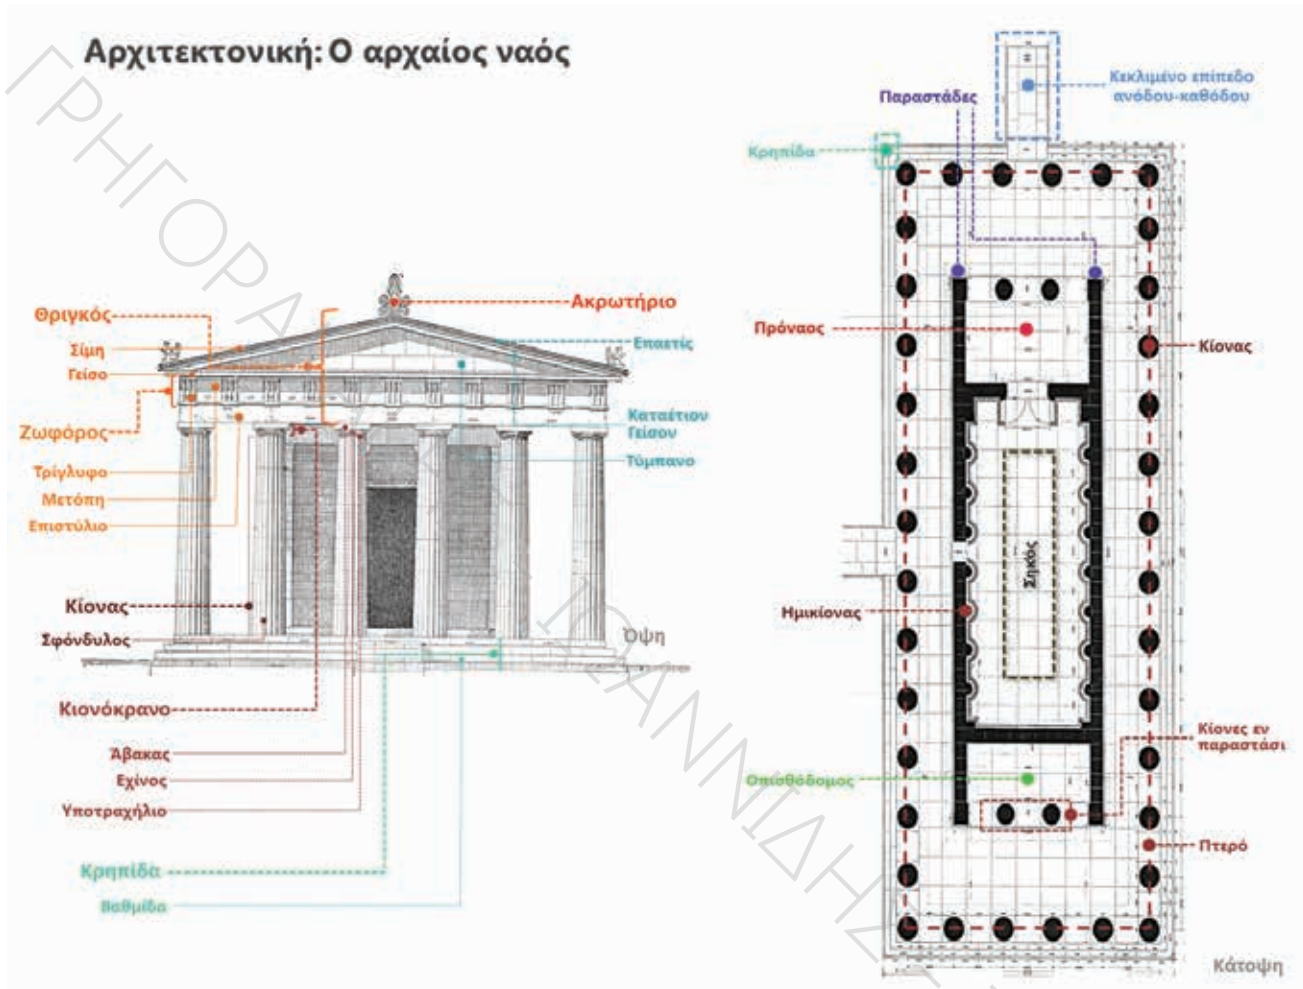 Αρχιτεκτονική: Ο αρχαίος ναός
Θριγκός
Σίμη
Γείσο
Ζωφόρος
Τρίγλυφο
Μετόπη
Επιστύλιο
Κίονας
Σφόνδυλος
Κιονόκρανο
Άβακας
Εχίνος
Υποτραχήλιο
Κρηπίδα
Βαθμίδα
Ακρωτήριο
Επαετίς
Καταέτιον
Γείσον
Τύμπανο
Όψη
Παραστάδες
Κεκλιμένο επίπεδο
ανόδου-καθόδου
Κρηπίδα
Πρόναος
Κίονας
Σηκός
Ημικίονας
Κίονες εν
παραστάσι
Οπισθόδομος
Πτερό
Κάτοψη
ΓΡΗΓΟΡΑ
ΙΩΑΝΝΙΔΗΣ